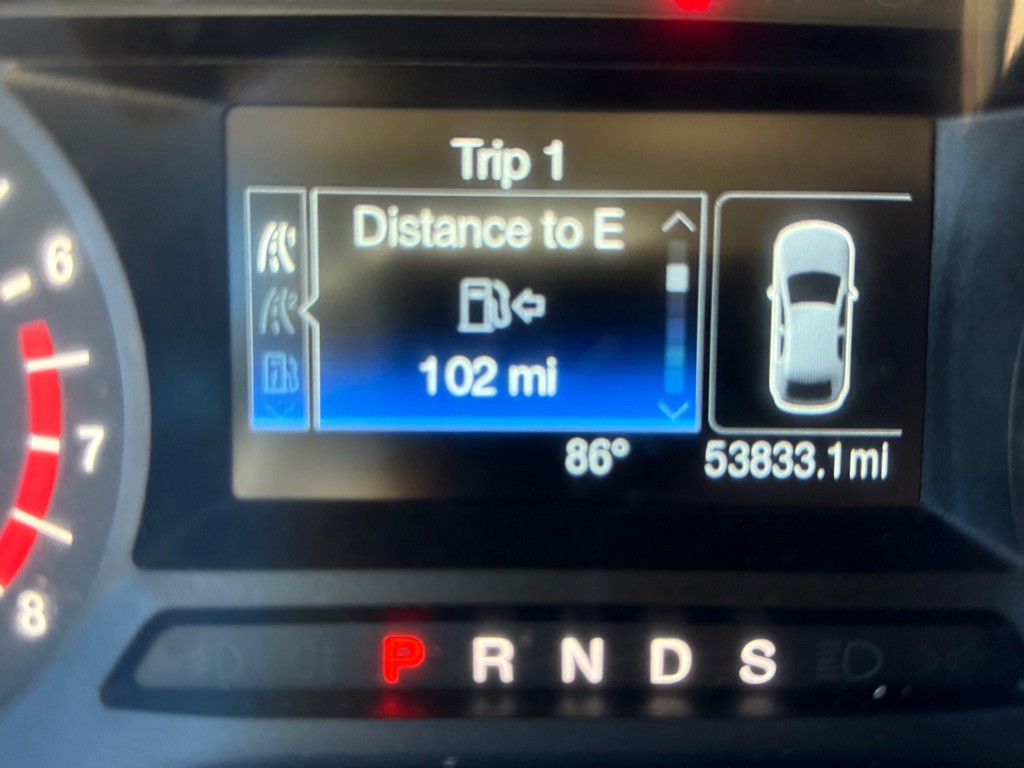 Trip 1
Distance to E
102 mi
86°
53833.1 mi
6
7
8
P R N D S